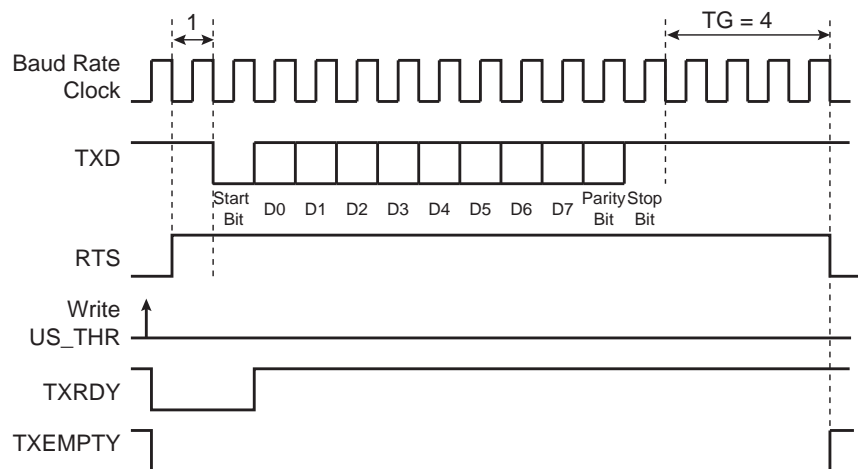 1
TG = 4
Baud Rate
Clock
TXD
Start
Bit
D0
D1
D2
D3
D4
D5
D6
D7
Parity
Bit
Stop
Bit
RTS
Write
US_THR
TXRDY
TXEMPTY